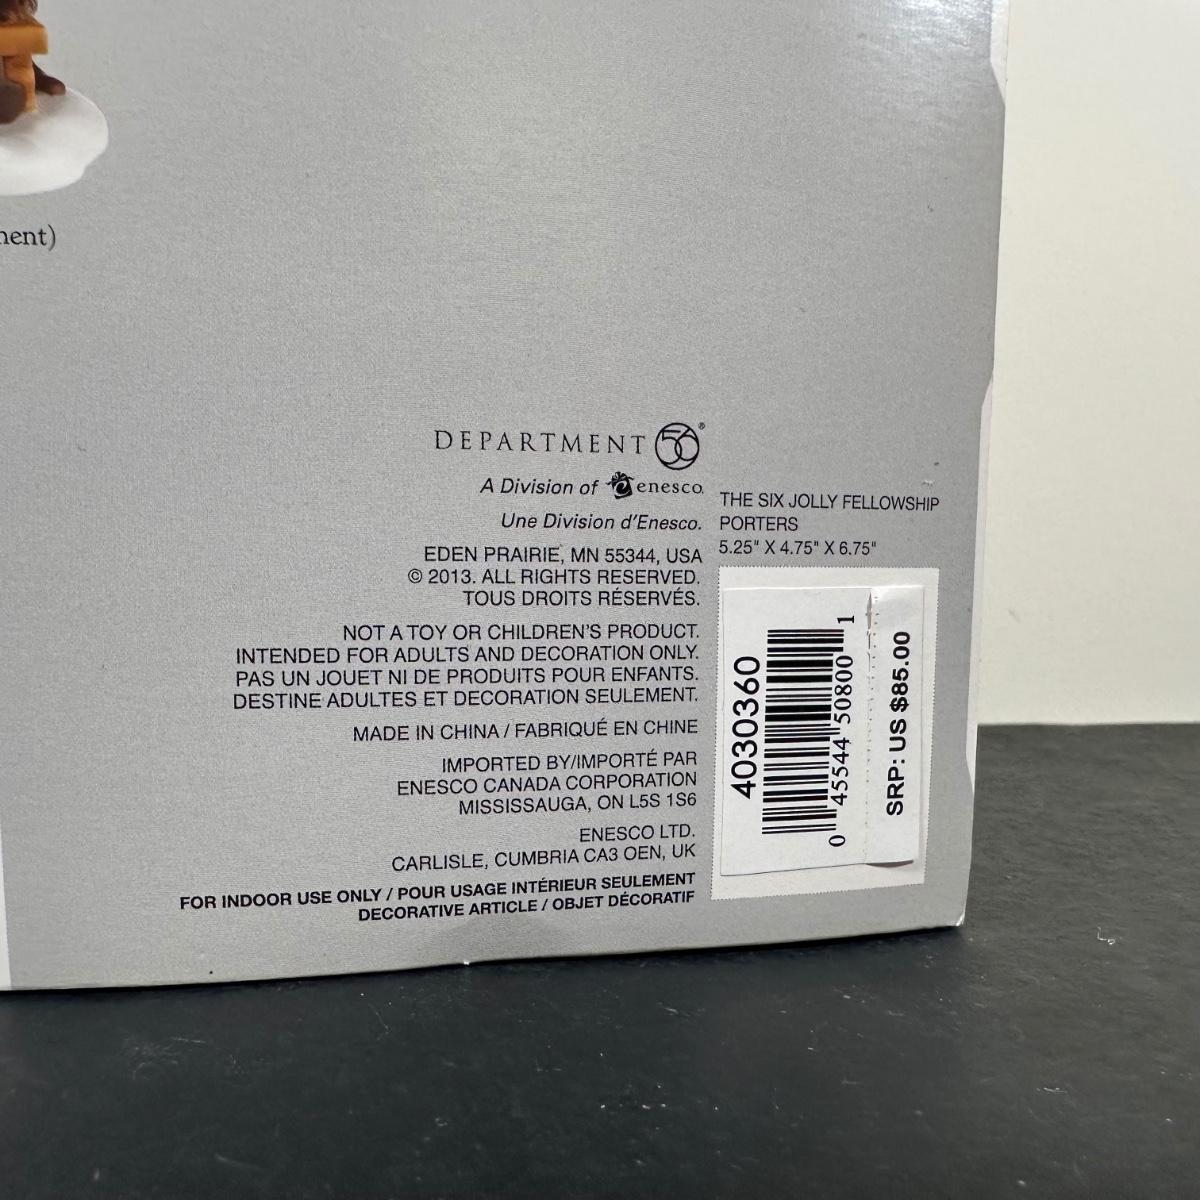 nent)
DEPARTMENT 56®
A Division of enesco.
Une Division d'Enesco.
EDEN PRAIRIE, MN 55344, USA
© 2013. ALL RIGHTS RESERVED.
TOUS DROITS RÉSERVÉS.
NOT A TOY OR CHILDREN'S PRODUCT.
INTENDED FOR ADULTS AND DECORATION ONLY.
PAS UN JOUET NI DE PRODUITS POUR ENFANTS.
DESTINE ADULTES ET DECORATION SEULEMENT.
MADE IN CHINA / FABRIQUÉ EN CHINE
IMPORTED BY/IMPORTÉ PAR
ENESCO CANADA CORPORATION
MISSISSAUGA, ON L5S 1S6
ENESCO LTD.
CARLISLE, CUMBRIA CA3 OEN, UK
FOR INDOOR USE ONLY / POUR USAGE INTÉRIEUR SEULEMENT
DECORATIVE ARTICLE / OBJET DÉCORATIF
THE SIX JOLLY FELLOWSHIP
PORTERS
5.25" X 4.75" X 6.75"
4030360
0 45544 50800 1
SRP: US $85.00